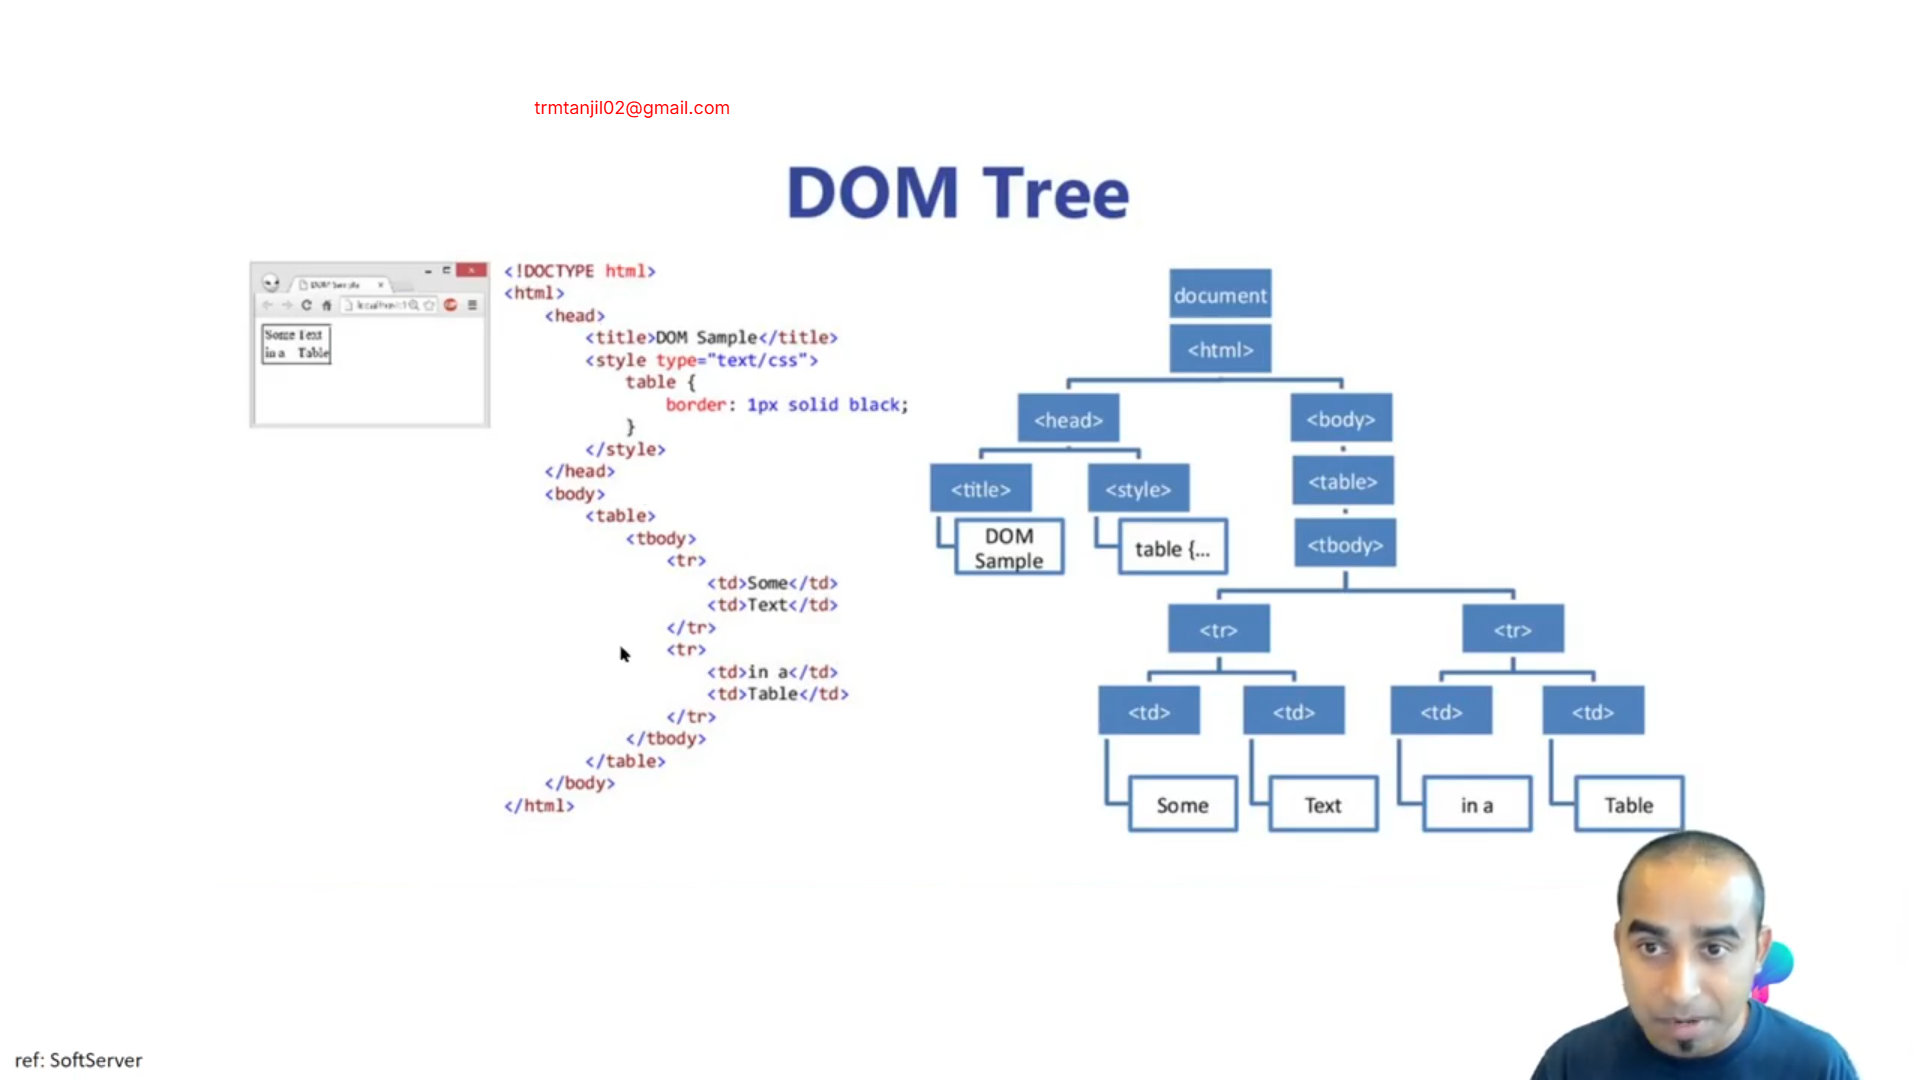 trmtanjil02@gmail.com
DOM Tree
DOM Sample
Some Text
in a Table
<!DOCTYPE html>
<html>
<head>
<title>DOM Sample</title>
<style type="text/css">
table {
border: 1px solid black;
}
</style>
</head>
<body>
<table>
<tbody>
<tr>
<td>Some</td>
<td>Text</td>
</tr>
<tr>
<td>in a</td>
<td>Table</td>
</tr>
</tbody>
</table>
</body>
</html>
document
<html>
<head>
<body>
<title>
<style>
<table>
DOM
Sample
table {...
<tbody>
<tr>
<tr>
<td>
<td>
<td>
<td>
Some
Text
in a
Table
ref: SoftServer